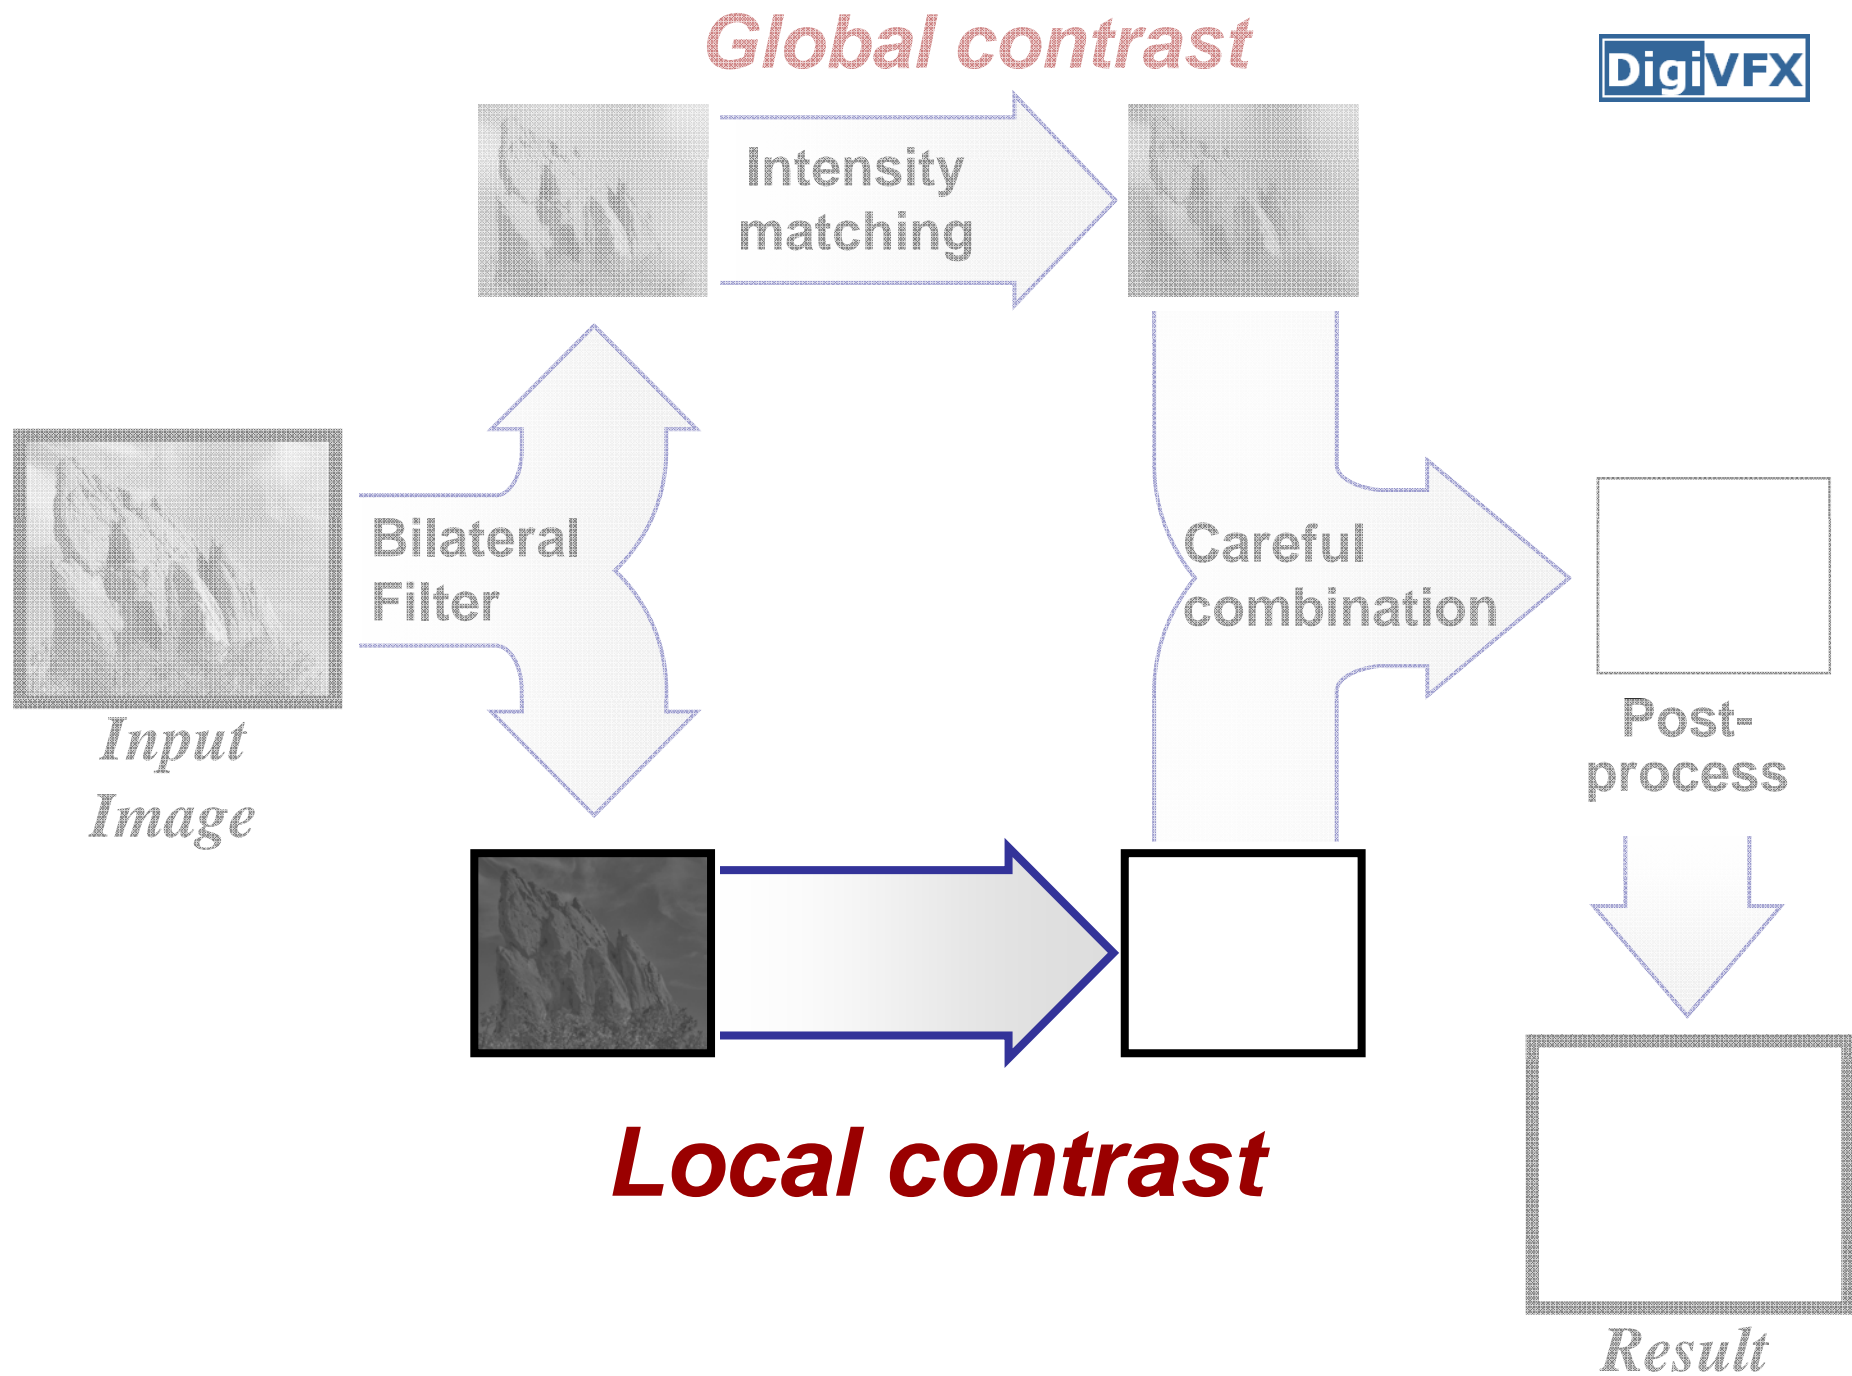 Global contrast
DigiVFX
Intensity
matching
Bilateral
Filter
Careful
combination
Input
Image
Post-
process
Local contrast
Result